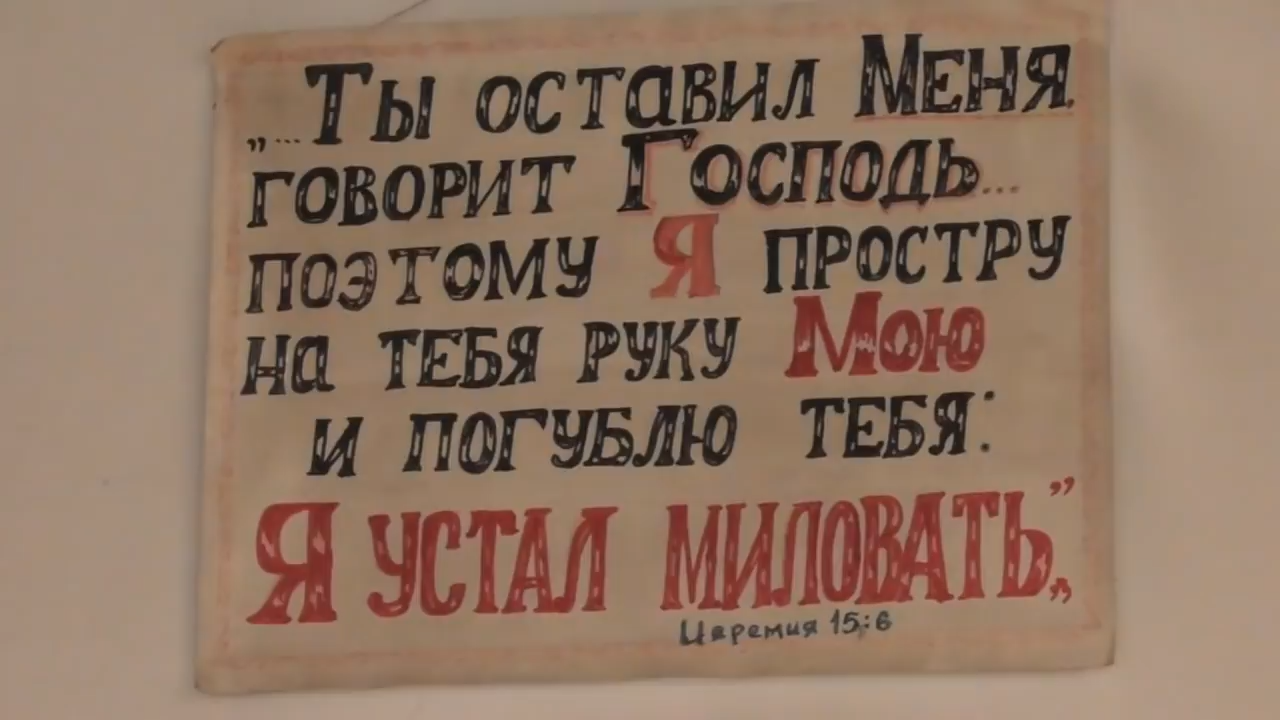 „...Ты оставил Меня,
говорит Господь...
поэтому Я простру
на тебя руку Мою
и погублю тебя:
Я устал миловать.”
Иеремия 15:6